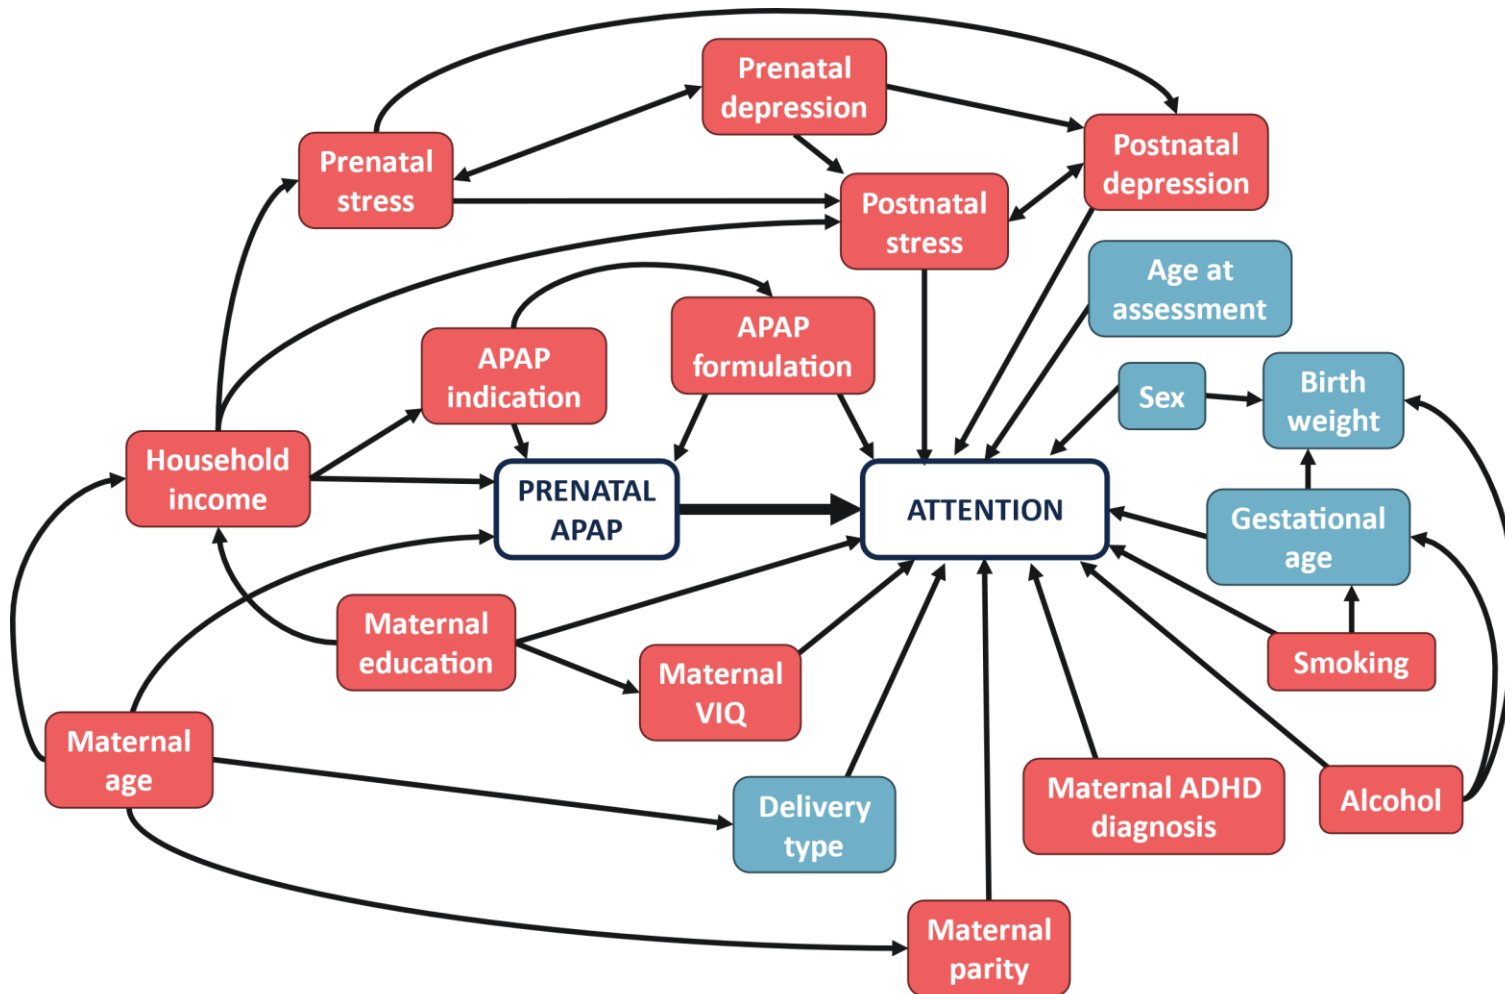 Prenatal
depression
Prenatal
stress
Postnatal
depression
Postnatal
stress
Age at
assessment
APAP
formulation
APAP
indication
Sex
Birth
weight
Household
income
PRENATAL
APAP
ATTENTION
Gestational
age
Maternal
education
Smoking
Maternal
VIQ
Maternal
age
Delivery
type
Maternal ADHD
diagnosis
Alcohol
Maternal
parity